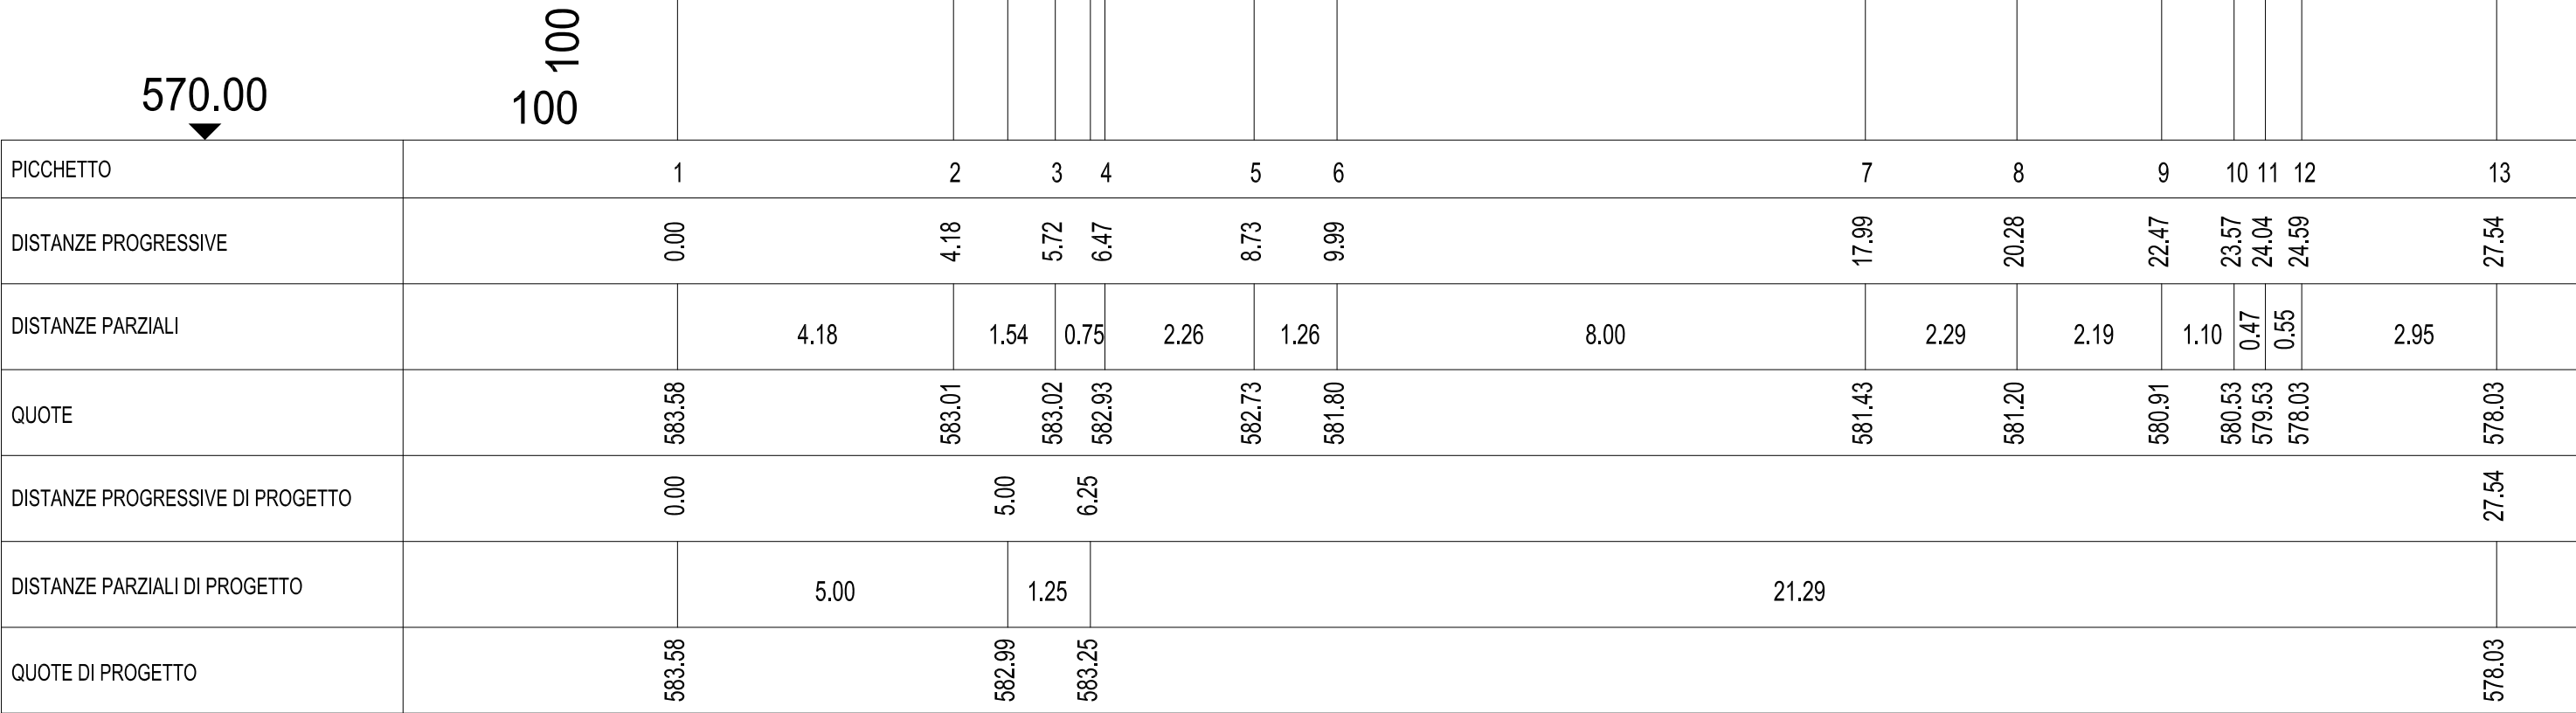 100
570.00
100
PICCHETTO 1 2 3 4 5 6 7 8 9 10 11 12 13
DISTANZE PROGRESSIVE 0.00 4.18 5.72 6.47 8.73 9.99 17.99 20.28 22.47 23.57 24.04 24.59 27.54
DISTANZE PARZIALI 4.18 1.54 0.75 2.26 1.26 8.00 2.29 2.19 1.10 0.47 0.55 2.95
QUOTE 583.58 583.01 583.02 582.93 582.73 581.80 581.43 581.20 580.91 580.53 579.53 578.03 578.03
DISTANZE PROGRESSIVE DI PROGETTO 0.00 5.00 6.25 27.54
DISTANZE PARZIALI DI PROGETTO 5.00 1.25 21.29
QUOTE DI PROGETTO 583.58 582.99 583.25 578.03